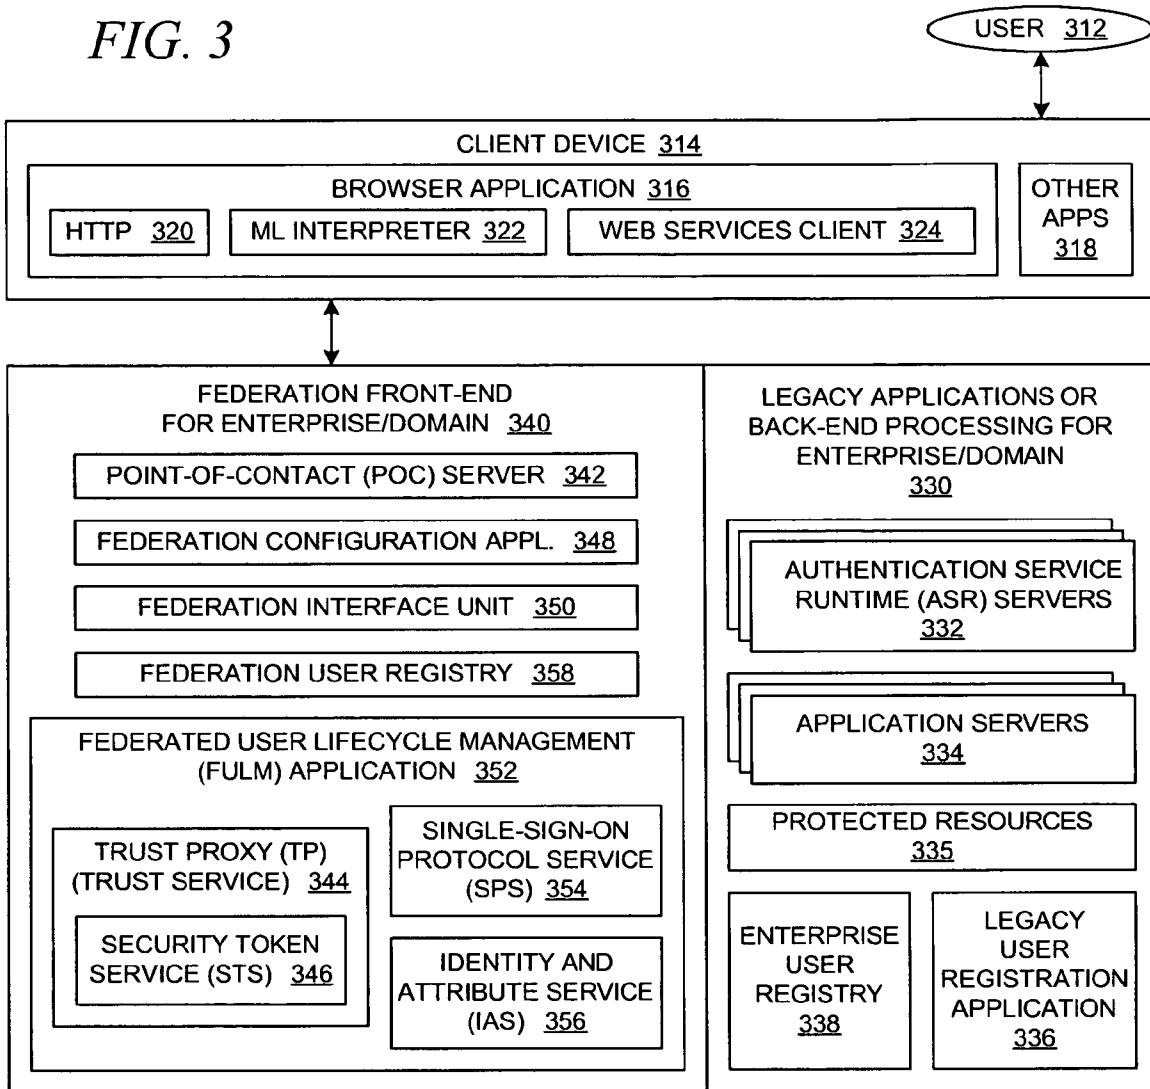 FIG. 3
USER 312
CLIENT DEVICE 314
BROWSER APPLICATION 316
HTTP 320
ML INTERPRETER 322
WEB SERVICES CLIENT 324
OTHER
APPS
318
FEDERATION FRONT-END
FOR ENTERPRISE/DOMAIN 340
POINT-OF-CONTACT (POC) SERVER 342
FEDERATION CONFIGURATION APPL. 348
FEDERATION INTERFACE UNIT 350
FEDERATION USER REGISTRY 358
FEDERATED USER LIFECYCLE MANAGEMENT
(FULM) APPLICATION 352
TRUST PROXY (TP)
(TRUST SERVICE) 344
SECURITY TOKEN
SERVICE (STS) 346
SINGLE-SIGN-ON
PROTOCOL SERVICE
(SPS) 354
IDENTITY AND
ATTRIBUTE SERVICE
(IAS) 356
LEGACY APPLICATIONS OR
BACK-END PROCESSING FOR
ENTERPRISE/DOMAIN
330
AUTHENTICATION SERVICE
RUNTIME (ASR) SERVERS
332
APPLICATION SERVERS
334
PROTECTED RESOURCES
335
ENTERPRISE
USER
REGISTRY
338
LEGACY
USER
REGISTRATION
APPLICATION
336